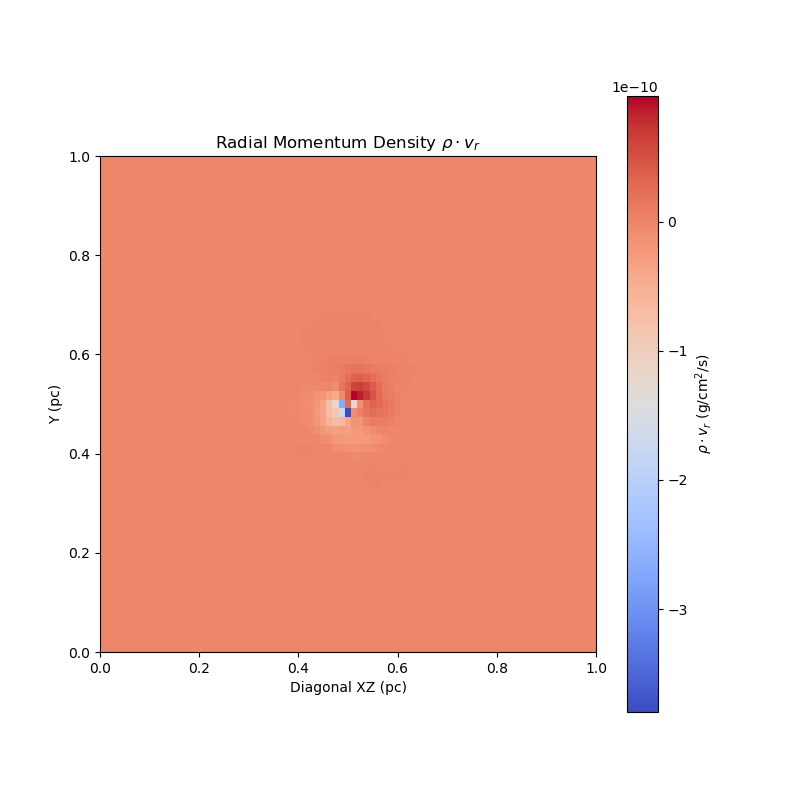 1e−10
Radial Momentum Density ρ · v_r
1.0
0.8
0.6
0.4
0.2
0.0
0.0 0.2 0.4 0.6 0.8 1.0
Diagonal XZ (pc)
Y (pc)
0
−1
−2
−3
ρ · v_r (g/cm²/s)